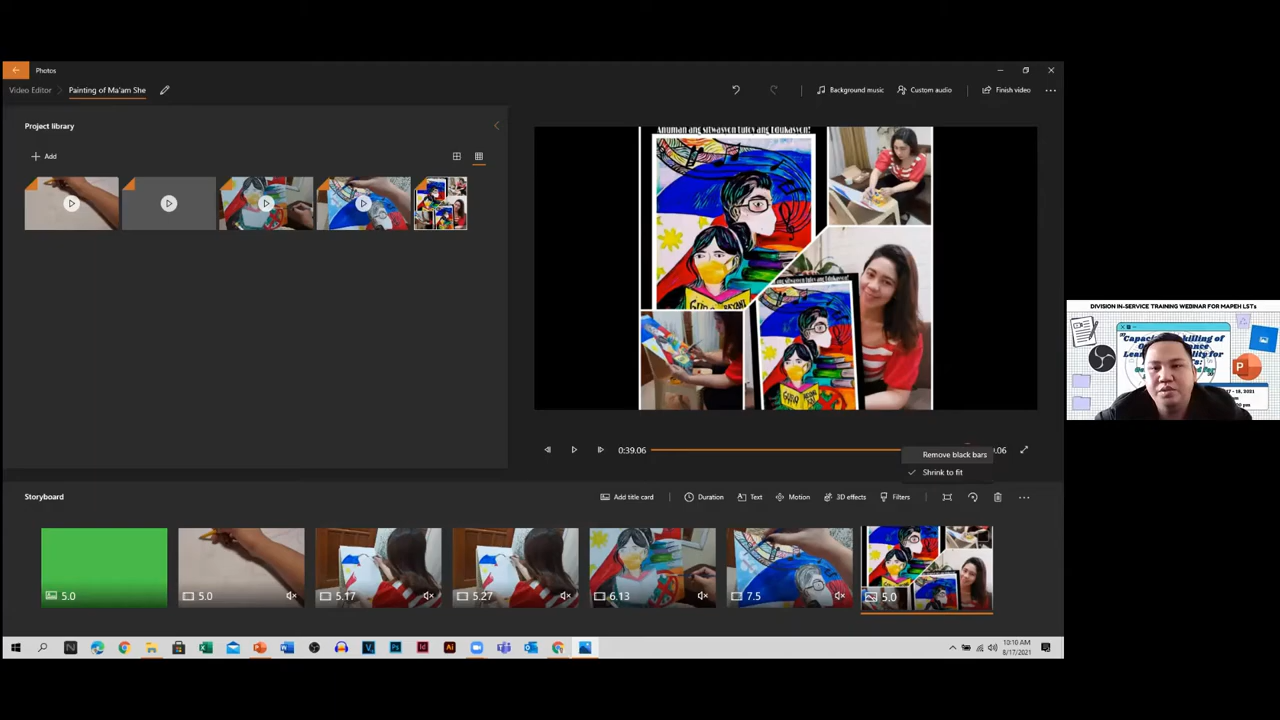 Photos
Video Editor
Painting of Ma'am She
Background music
Custom audio
Finish video
Project library
Add
Anuman ang sitwasyon tuloy ang Edukasyon!
0:39.06
Remove black bars
Shrink to fit
Storyboard
Add title card
Duration
Text
Motion
3D effects
Filters
5.0
5.0
5.17
5.27
6.13
7.5
5.0
10:10 AM
8/17/2021
DIVISION IN-SERVICE TRAINING WEBINAR FOR MAPEH LSTs